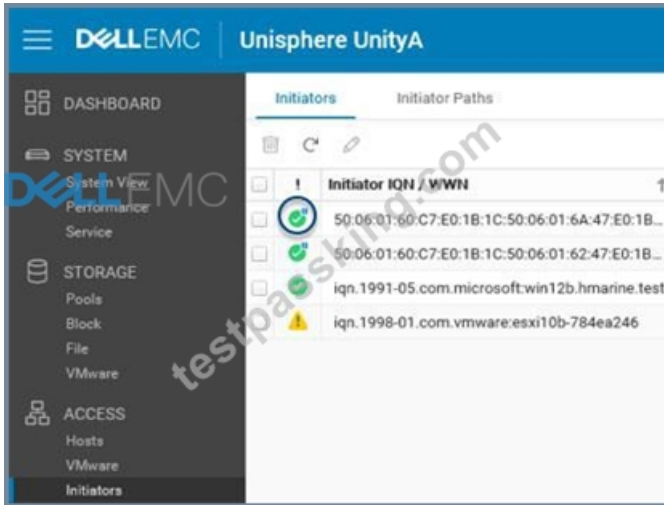 DELLEMC Unisphere UnityA
DASHBOARD
SYSTEM
System View
Performance
Service
STORAGE
Pools
Block
File
VMware
ACCESS
Hosts
VMware
Initiators
Initiators Initiator Paths
! Initiator IQN / WWN
50:06:01:60:C7:E0:1B:1C:50:06:01:6A:47:E0:1B...
50:06:01:60:C7:E0:1B:1C:50:06:01:62:47:E0:1B...
iqn.1991-05.com.microsoft:win12b.hmarine.test
iqn.1998-01.com.vmware:esxi10b-784ea246
DELLEMC
testpassking.com